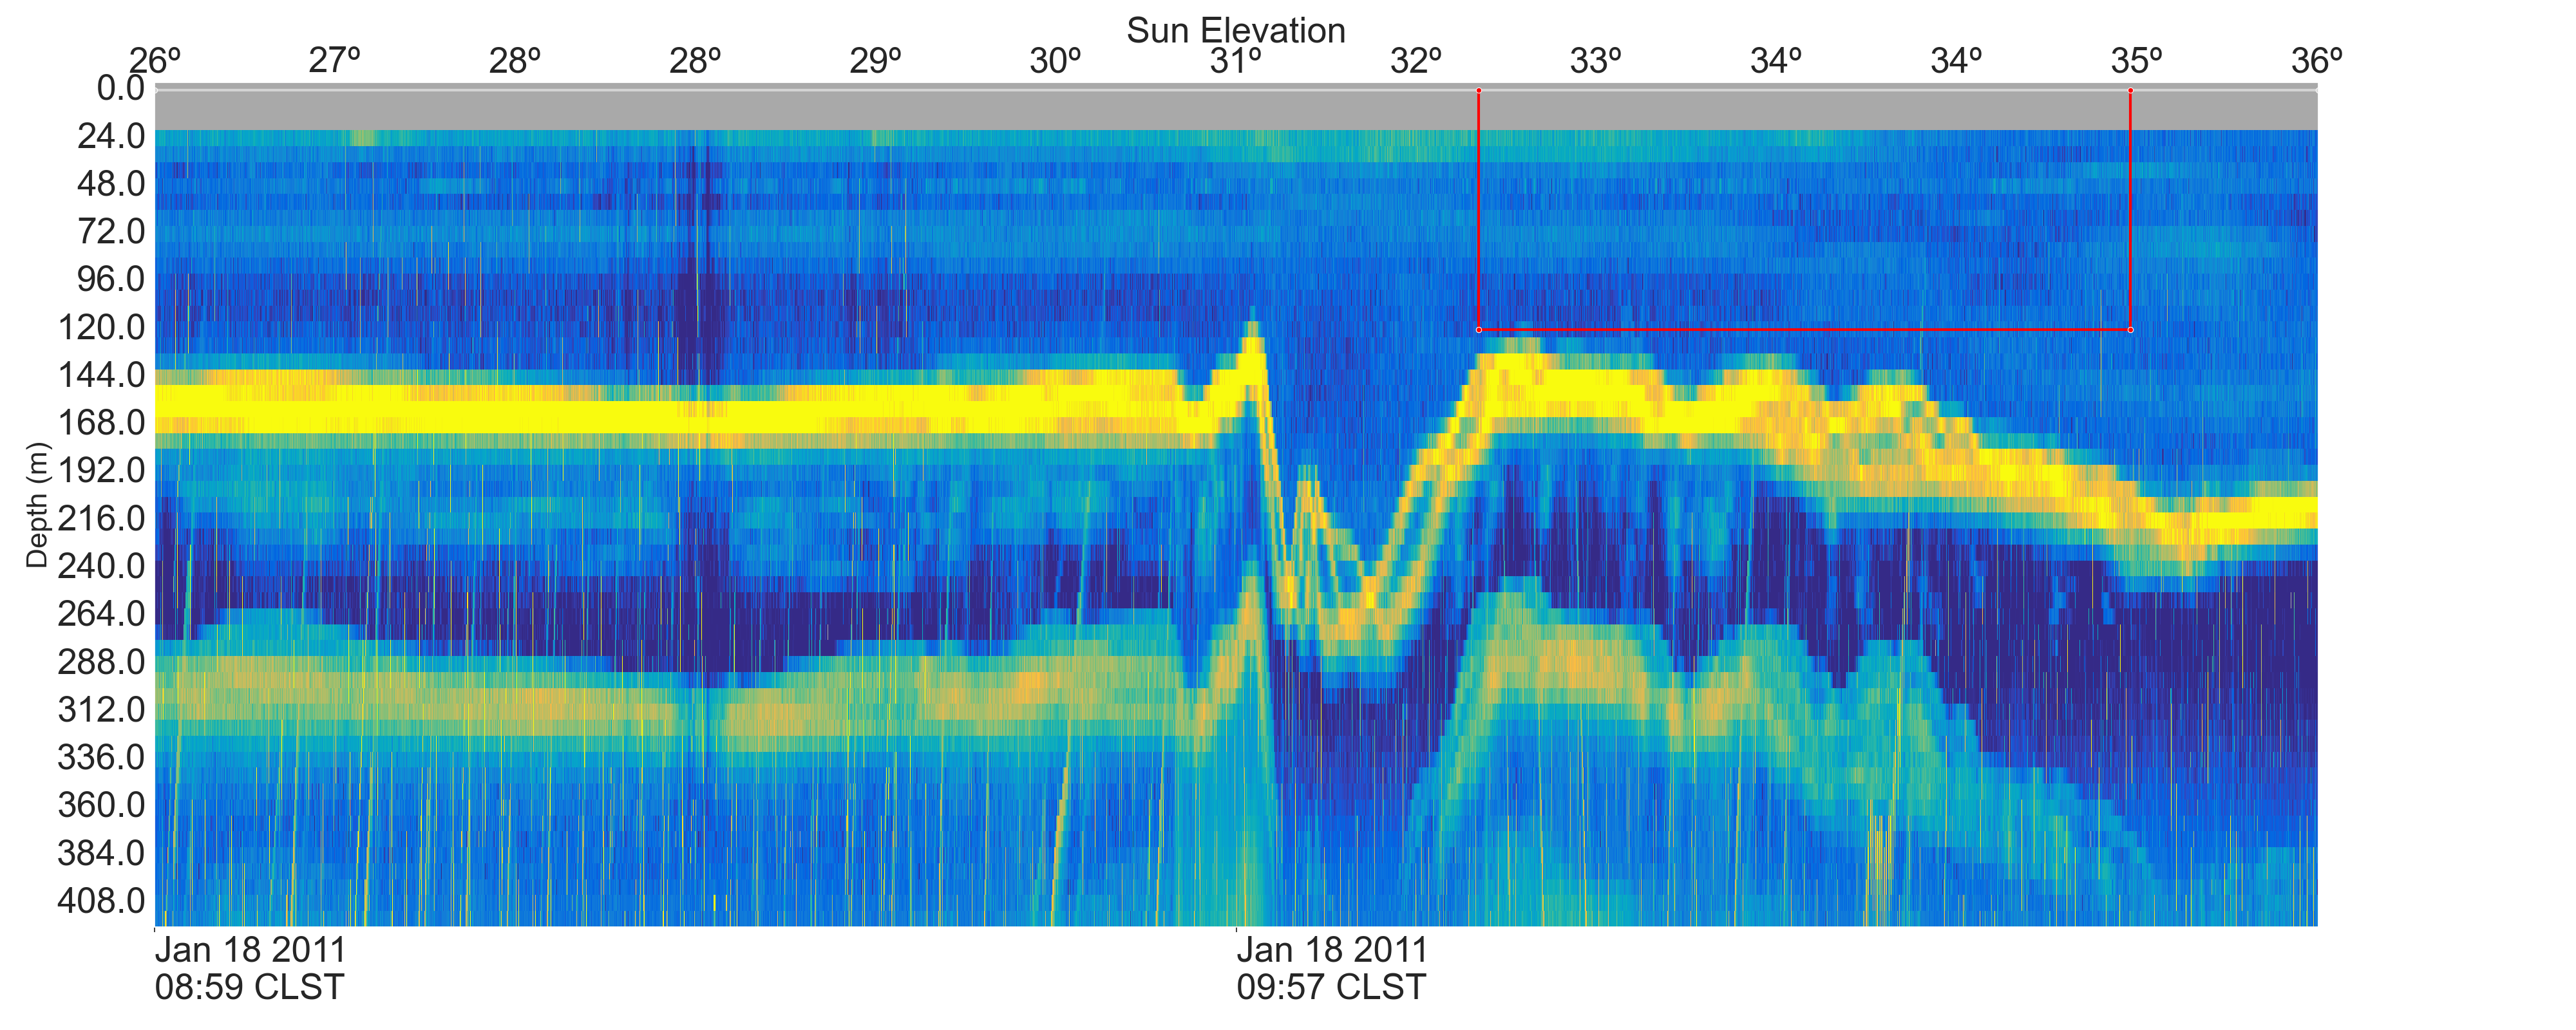 Sun Elevation
26º 27º 28º 28º 29º 30º 31º 32º 33º 34º 34º 35º 36º
0.0
24.0
48.0
72.0
96.0
120.0
144.0
168.0
192.0
216.0
240.0
264.0
288.0
312.0
336.0
360.0
384.0
408.0
Depth (m)
Jan 18 2011
08:59 CLST
Jan 18 2011
09:57 CLST